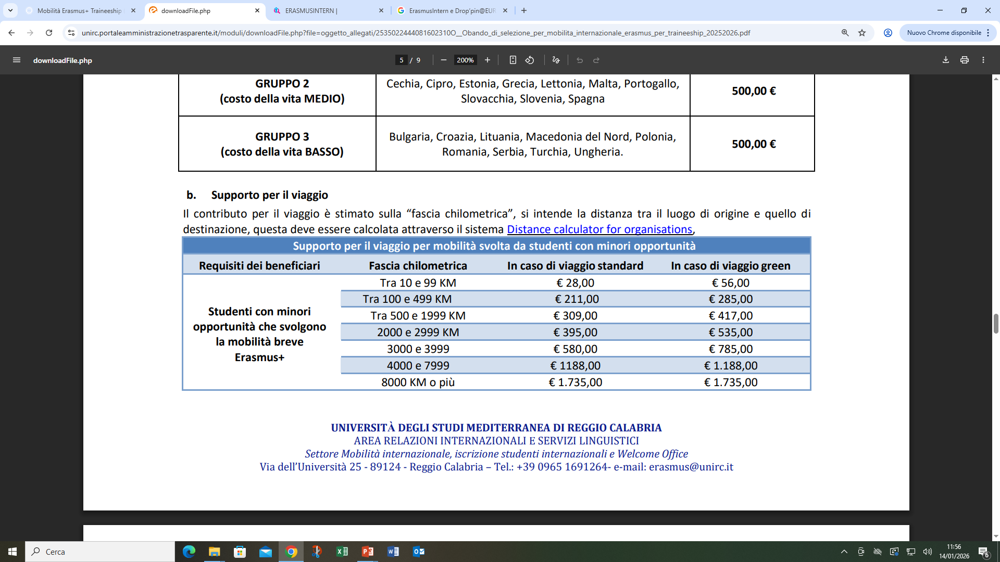 Mobilità Erasmus+ Traineeship
downloadFile.php
ERASMUSINTERN |
ErasmusIntern e Drop'pin@EUR
unirc.portaleamministrazionetrasparente.it/moduli/downloadFile.php?file=oggetto_allegati/2535022444081602310O__Obando_di_selezione_per_mobilita_internazionale_erasmus_per_traineeship_20252026.pdf
Nuovo Chrome disponibile
downloadFile.php
5 / 9
200%
GRUPPO 2
(costo della vita MEDIO)
Cechia, Cipro, Estonia, Grecia, Lettonia, Malta, Portogallo,
Slovacchia, Slovenia, Spagna
500,00 €
GRUPPO 3
(costo della vita BASSO)
Bulgaria, Croazia, Lituania, Macedonia del Nord, Polonia,
Romania, Serbia, Turchia, Ungheria.
500,00 €
b. Supporto per il viaggio
Il contributo per il viaggio è stimato sulla “fascia chilometrica”, si intende la distanza tra il luogo di origine e quello di
destinazione, questa deve essere calcolata attraverso il sistema Distance calculator for organisations,
Supporto per il viaggio per mobilità svolta da studenti con minori opportunità
Requisiti dei beneficiari Fascia chilometrica In caso di viaggio standard In caso di viaggio green
Studenti con minori
opportunità che svolgono
la mobilità breve
Erasmus+
Tra 10 e 99 KM € 28,00 € 56,00
Tra 100 e 499 KM € 211,00 € 285,00
Tra 500 e 1999 KM € 309,00 € 417,00
2000 e 2999 KM € 395,00 € 535,00
3000 e 3999 € 580,00 € 785,00
4000 e 7999 € 1188,00 € 1.188,00
8000 KM o più € 1.735,00 € 1.735,00
UNIVERSITÀ DEGLI STUDI MEDITERRANEA DI REGGIO CALABRIA
AREA RELAZIONI INTERNAZIONALI E SERVIZI LINGUISTICI
Settore Mobilità internazionale, iscrizione studenti internazionali e Welcome Office
Via dell’Università 25 - 89124 - Reggio Calabria – Tel.: +39 0965 1691264- e-mail: erasmus@unirc.it
Cerca
11:56
14/01/2026
6